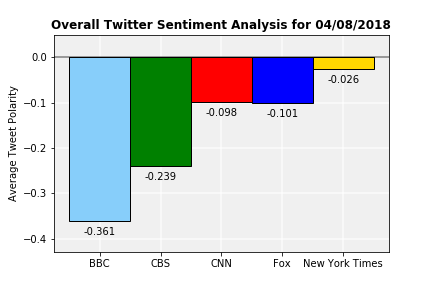 Overall Twitter Sentiment Analysis for 04/08/2018
Average Tweet Polarity
0.0
−0.1
−0.2
−0.3
−0.4
-0.361
-0.239
-0.098
-0.101
-0.026
BBC
CBS
CNN
Fox
New York Times